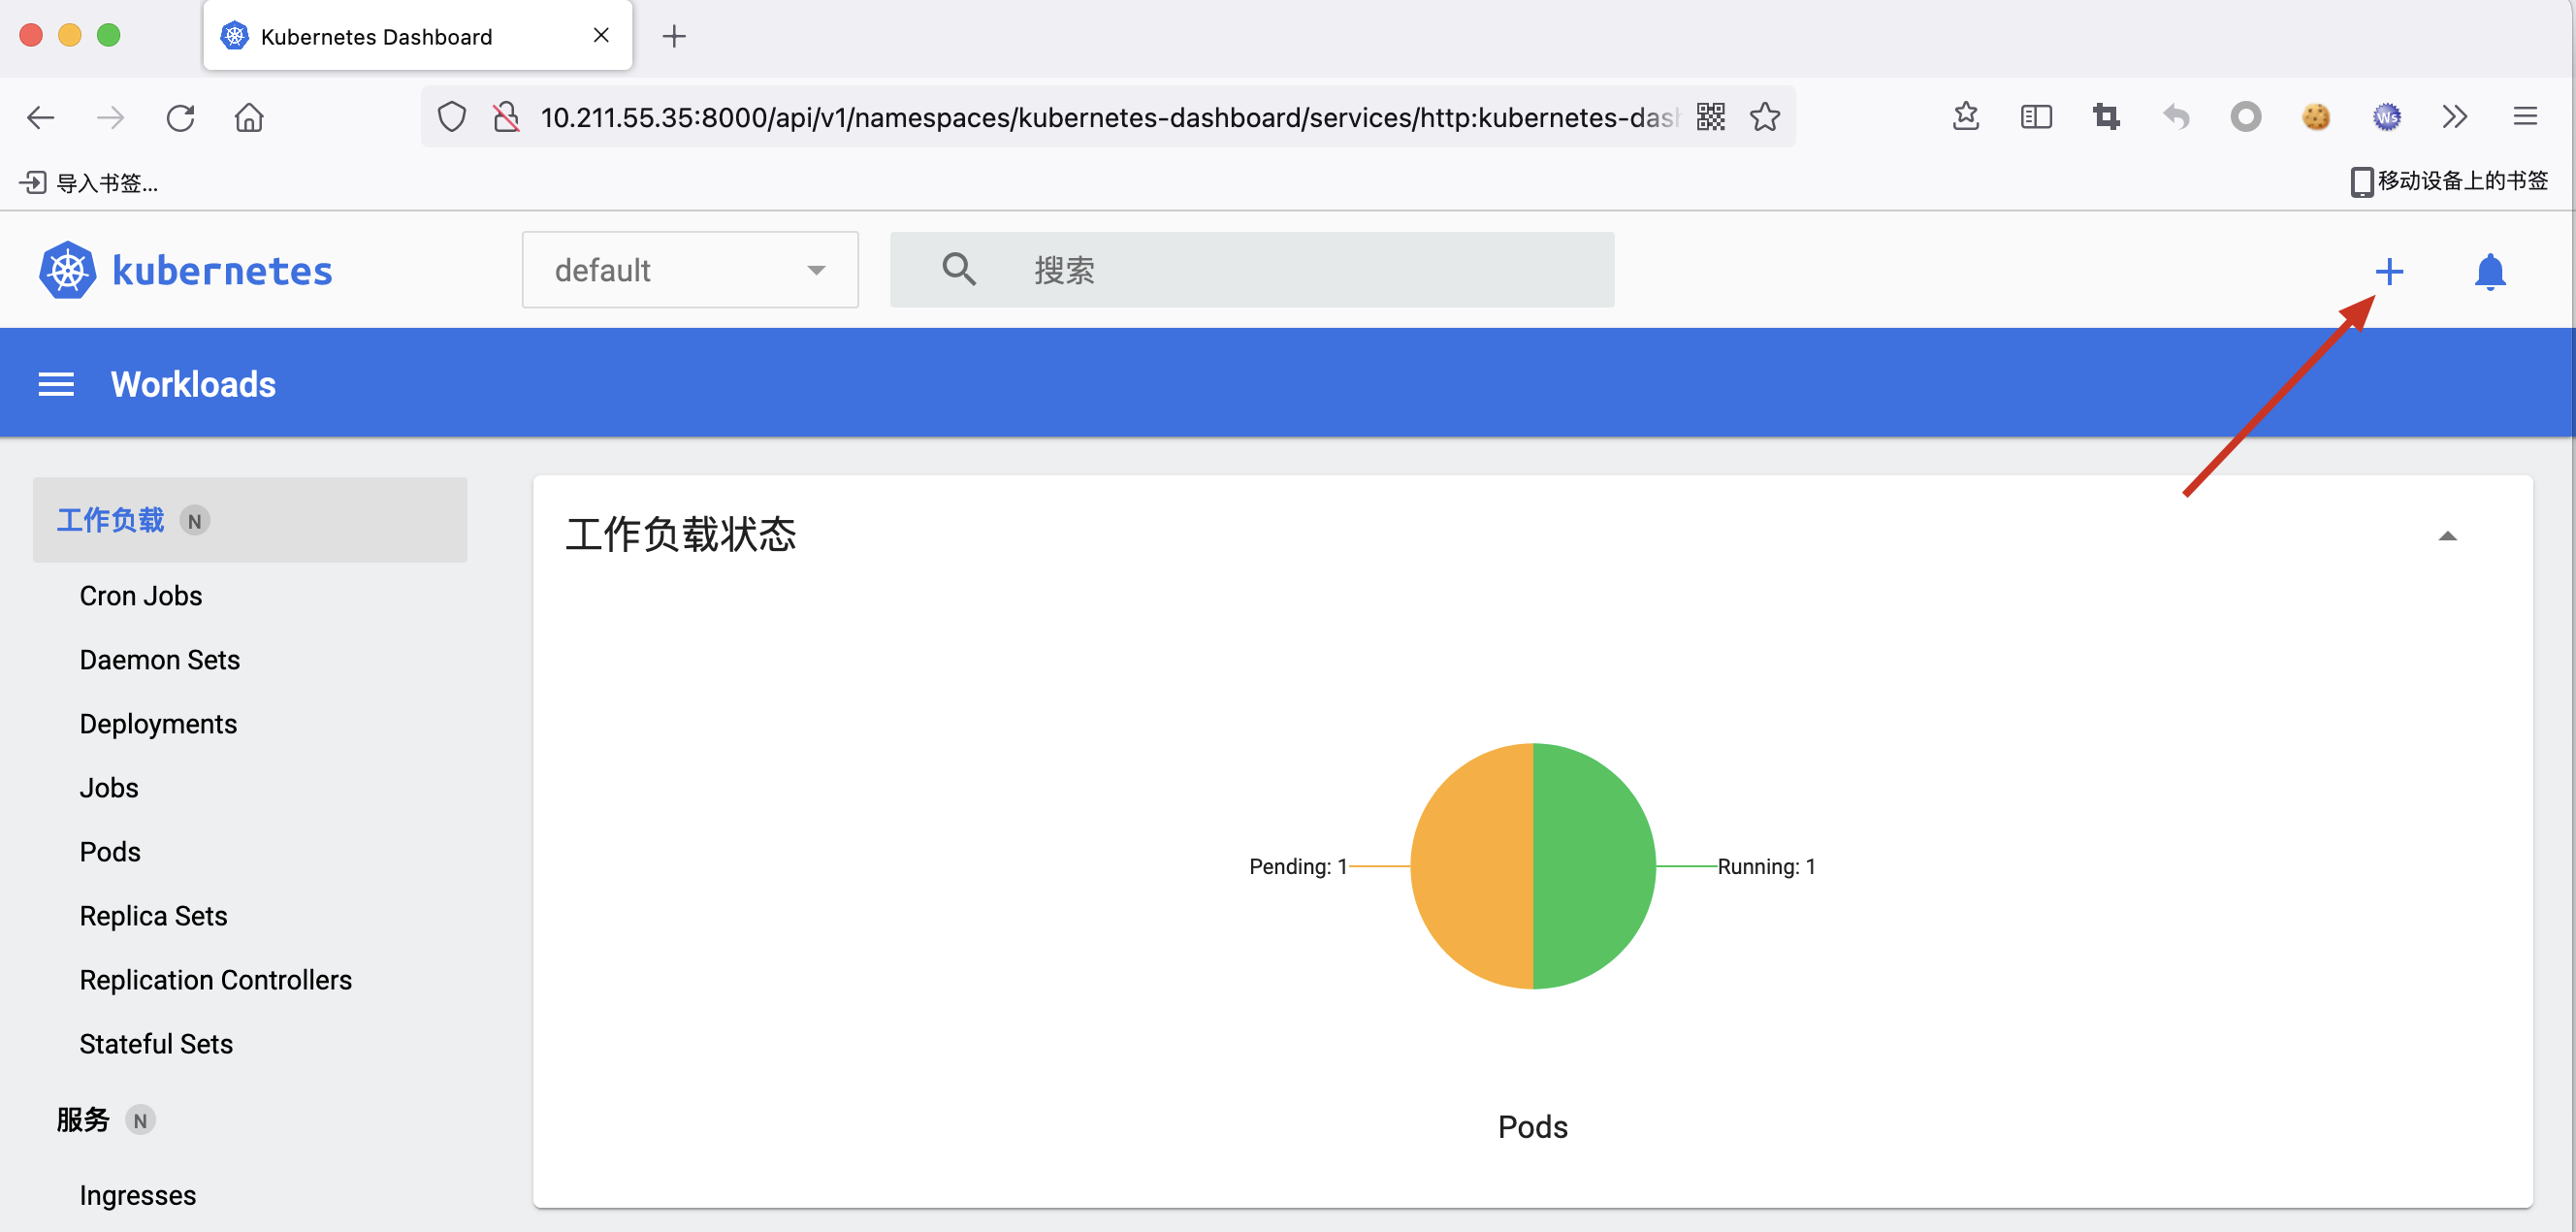 Kubernetes Dashboard
10.211.55.35:8000/api/v1/namespaces/kubernetes-dashboard/services/http:kubernetes-dash
Ws
导入书签...
移动设备上的书签
kubernetes
default
搜索
Workloads
工作负载 N
工作负载状态
Cron Jobs
Daemon Sets
Deployments
Jobs
Pods
Replica Sets
Replication Controllers
Stateful Sets
服务 N
Ingresses
Pending: 1
Running: 1
Pods